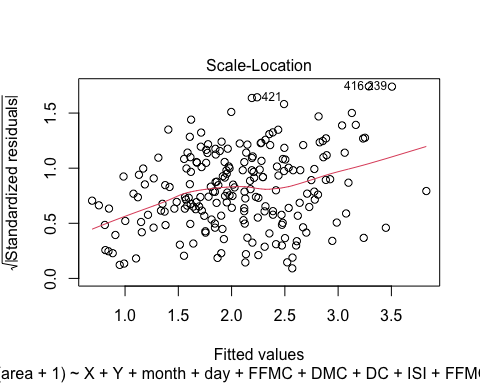 Scale-Location
√|Standardized residuals|
0.0 0.5 1.0 1.5
421
416 239
1.0 1.5 2.0 2.5 3.0 3.5
Fitted values
(area + 1) ~ X + Y + month + day + FFMC + DMC + DC + ISI + FFM